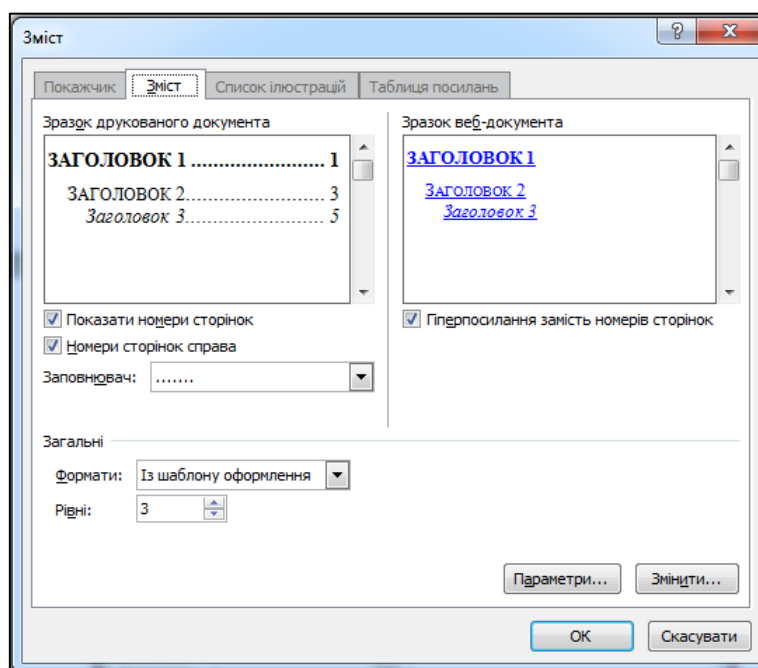 Зміст
Покажчик Зміст Список ілюстрацій Таблиця посилань
Зразок друкованого документа
ЗАГОЛОВОК 1 ........................ 1
ЗАГОЛОВОК 2........................ 3
Заголовок 3........................ 5
Показати номери сторінок
Номери сторінок справа
Заповнювач: .......
Зразок веб-документа
ЗАГОЛОВОК 1
ЗАГОЛОВОК 2
Заголовок 3
Гіперпосилання замість номерів сторінок
Загальні
Формати: Із шаблону оформлення
Рівні: 3
Параметри... Змінити...
ОК Скасувати